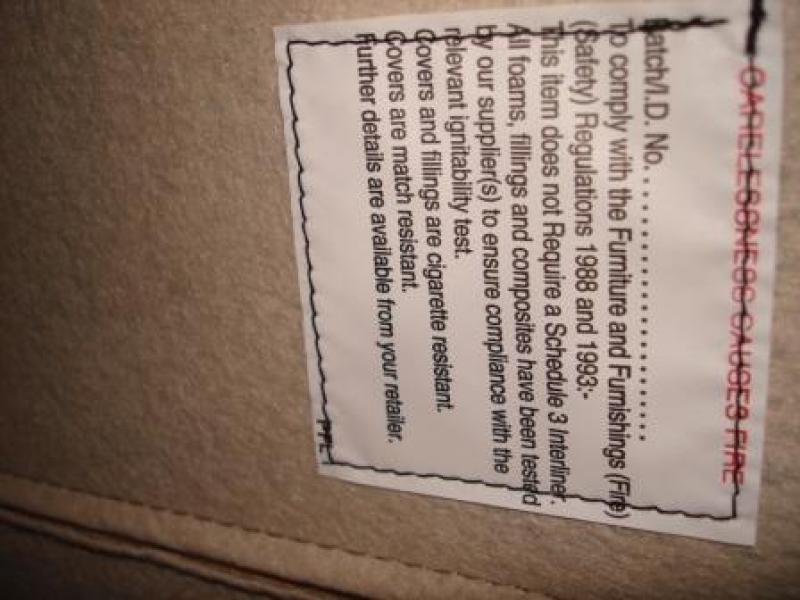 CARELESSNESS CAUSES FIRE
Batch/I.D. No.............................
To comply with the Furniture and Furnishings (Fire)
(Safety) Regulations 1988 and 1993:-
This item does not Require a Schedule 3 Interliner.
All foams, fillings and composites have been tested
by our supplier(s) to ensure compliance with the
relevant ignitability test.
Covers and fillings are cigarette resistant.
Covers are match resistant.
Further details are available from your retailer.
PFL